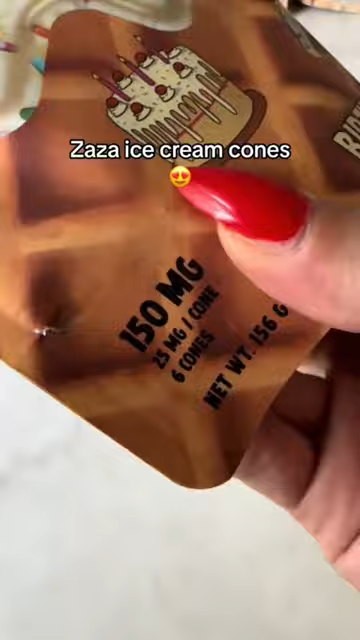 Zaza ice cream cones
😍
150 MG
25 MG / CONE
6 CONES
NET WT. 156 G